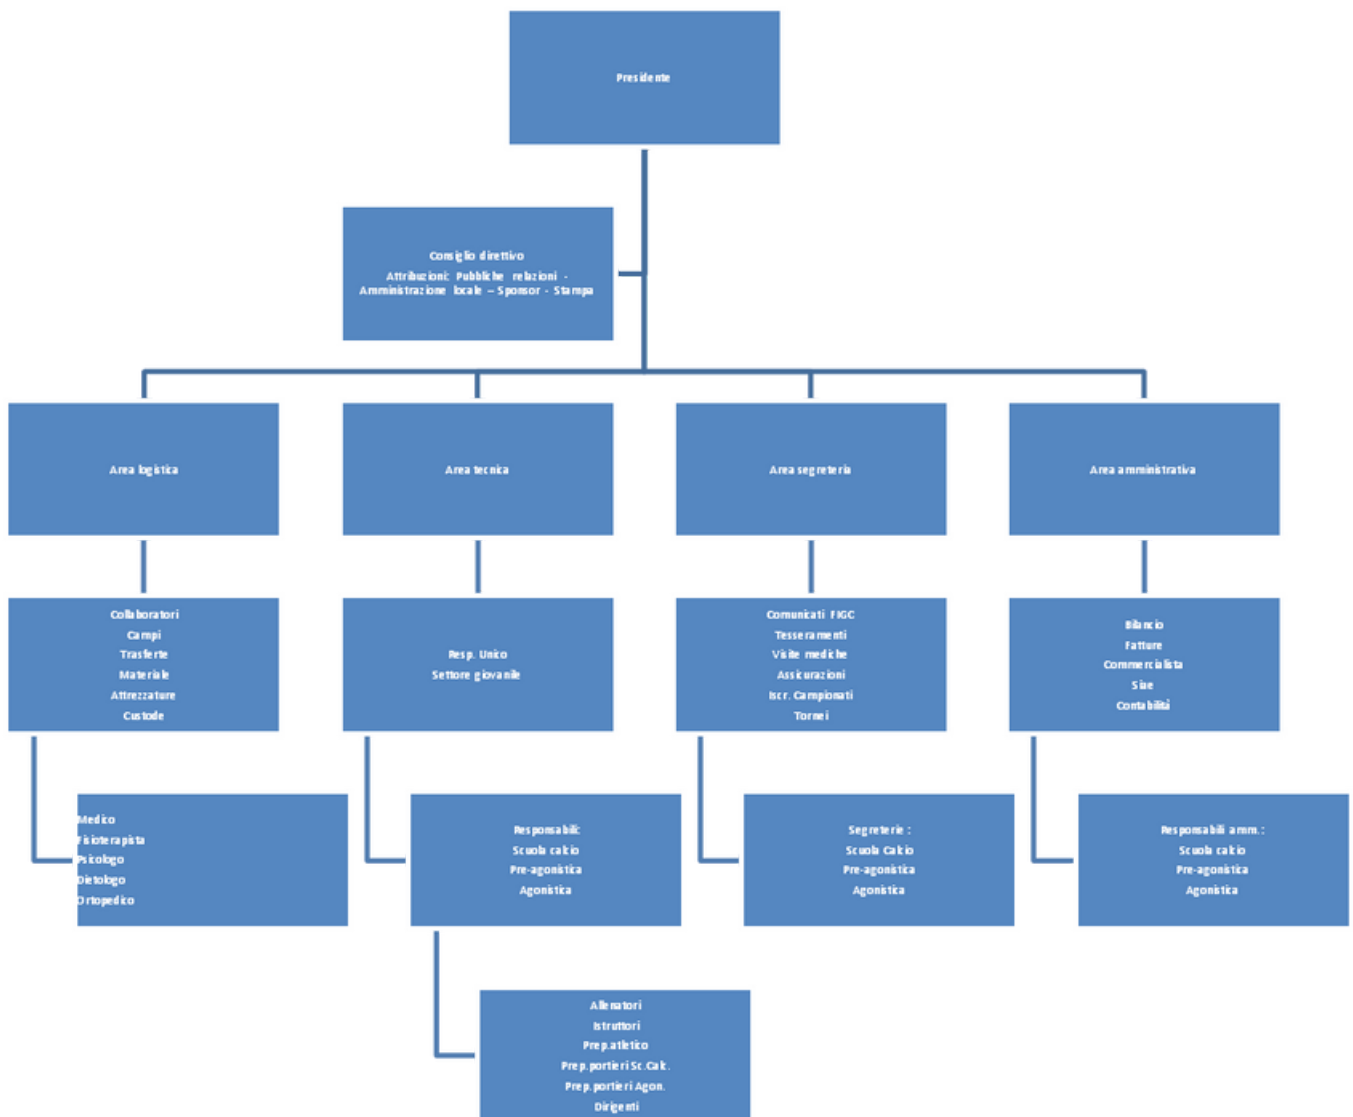 Presidente
Consiglio direttivo
Attribuzioni: Pubbliche relazioni -
Amministrazione locale – Sponsor - Stampa
Area logistica
Area tecnica
Area segreteria
Area amministrativa
Collaboratori
Campi
Trasferte
Materiale
Attrezzature
Custode
Resp. Unico
Settore giovanile
Comunicati FIGC
Tesseramenti
Visite mediche
Assicurazioni
Iscr. Campionati
Tornei
Bilancio
Fatture
Commercialista
Siae
Contabilità
Medico
Fisioterapista
Psicologo
Dietologo
Ortopedico
Responsabili:
Scuola calcio
Pre-agonistica
Agonistica
Segreterie :
Scuola Calcio
Pre-agonistica
Agonistica
Responsabili amm.:
Scuola calcio
Pre-agonistica
Agonistica
Allenatori
Istruttori
Prep.atletico
Prep.portieri Sc.Calc.
Prep.portieri Agon.
Dirigenti